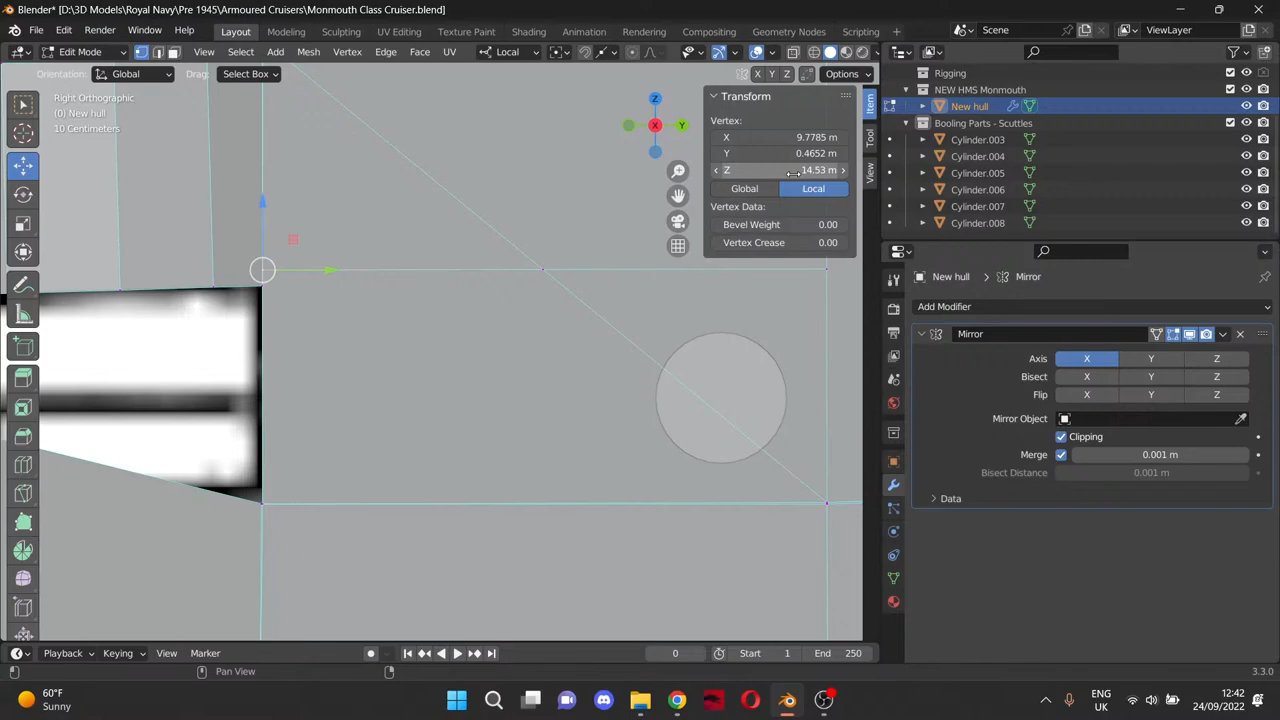 Blender* [D:\3D Models\Royal Navy\Pre 1945\Armoured Cruisers\Monmouth Class Cruiser.blend]
File Edit Render Window Help Layout Modeling Sculpting UV Editing Texture Paint Shading Animation Rendering Compositing Geometry Nodes Scripting Scene ViewLayer
Edit Mode View Select Add Mesh Vertex Edge Face UV Local
Orientation: Global Drag: Select Box X Y Z Options
Right Orthographic
(0) New hull
10 Centimeters
Z
X
Y
Transform
Vertex:
X 9.7785 m
Y 0.4652 m
Z 14.53 m
Global Local
Vertex Data:
Bevel Weight 0.00
Vertex Crease 0.00
Item
Tool
View
Rigging
NEW HMS Monmouth
New hull
Booling Parts - Scuttles
Cylinder.003
Cylinder.004
Cylinder.005
Cylinder.006
Cylinder.007
Cylinder.008
New hull Mirror
Add Modifier
Mirror
Axis X Y Z
Bisect X Y Z
Flip X Y Z
Mirror Object
Clipping
Merge 0.001 m
Bisect Distance 0.001 m
Data
Playback Keying View Marker 0 Start 1 End 250
Pan View 3.3.0
60°F
Sunny
ENG
UK
12:42
24/09/2022